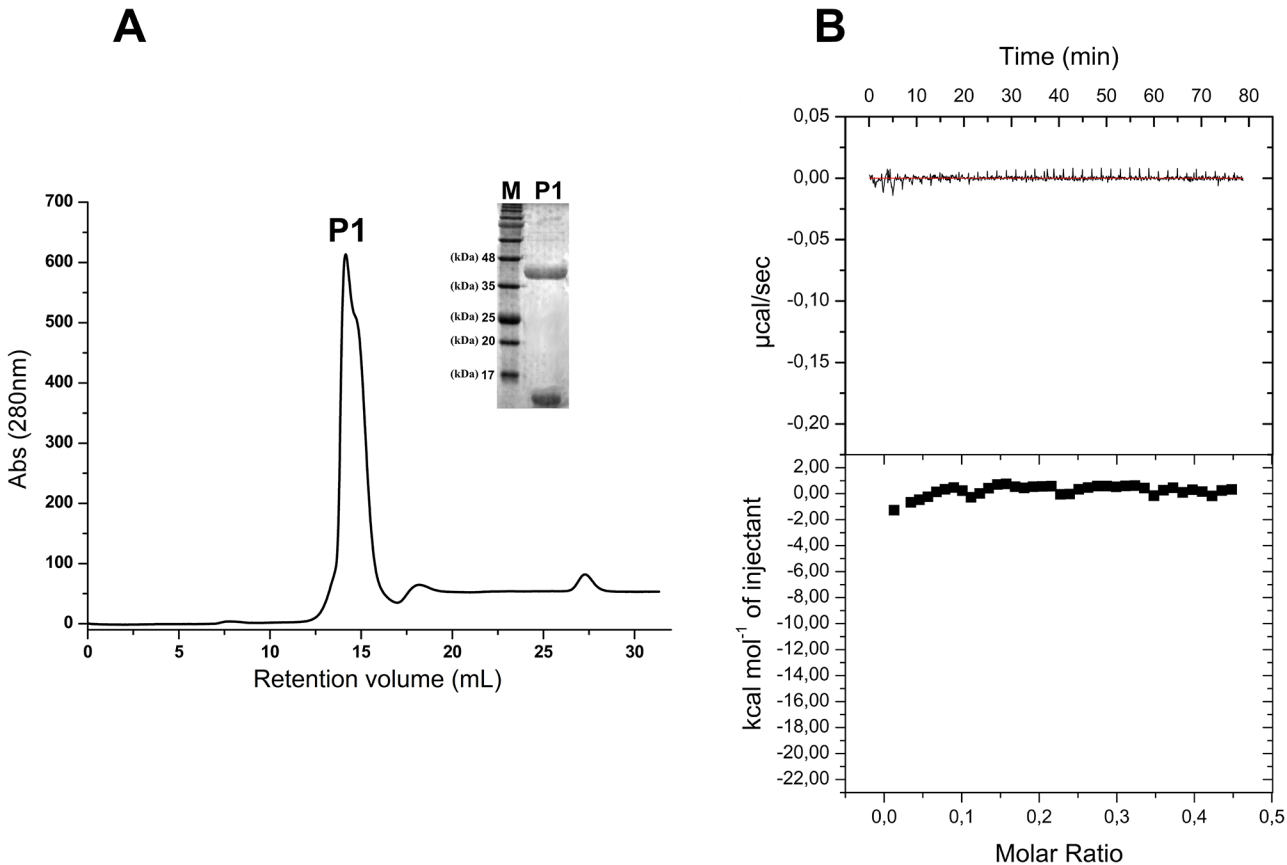 A
B
M P1
(kDa) 48
(kDa) 35
(kDa) 25
(kDa) 20
(kDa) 17
P1
700
600
500
400
300
200
100
0
Abs (280nm)
0 5 10 15 20 25 30
Retention volume (mL)
Time (min)
0 10 20 30 40 50 60 70 80
0,05
0,00
-0,05
-0,10
-0,15
-0,20
µcal/sec
2,00
0,00
-2,00
-4,00
-6,00
-8,00
-10,00
-12,00
-14,00
-16,00
-18,00
-20,00
-22,00
kcal mol⁻¹ of injectant
0,0 0,1 0,2 0,3 0,4 0,5
Molar Ratio